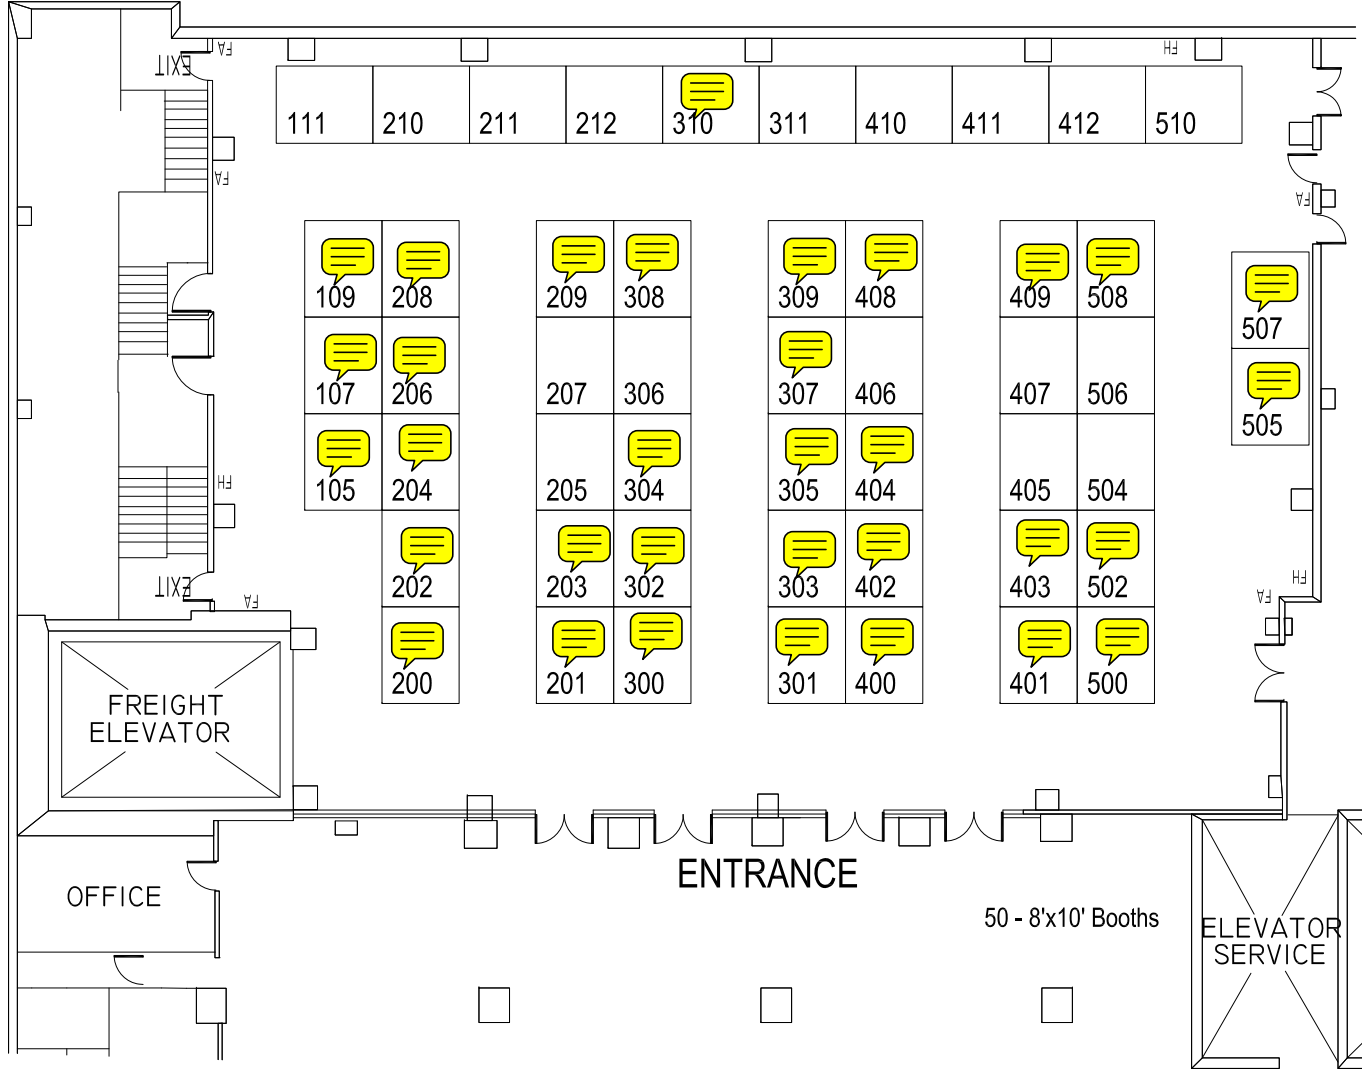 FA
EXIT
FH
111 210 211 212 310 311 410 411 412 510
FA
FA
109 208 209 308 309 408 409 508
507
107 206 207 306 307 406 407 506
505
105 204 205 304 305 404 405 504
FH
202 203 302 303 402 403 502
EXIT
FH
FA
FA
200 201 300 301 400 401 500
FREIGHT
ELEVATOR
ENTRANCE
OFFICE
50 - 8'x10' Booths
ELEVATOR
SERVICE